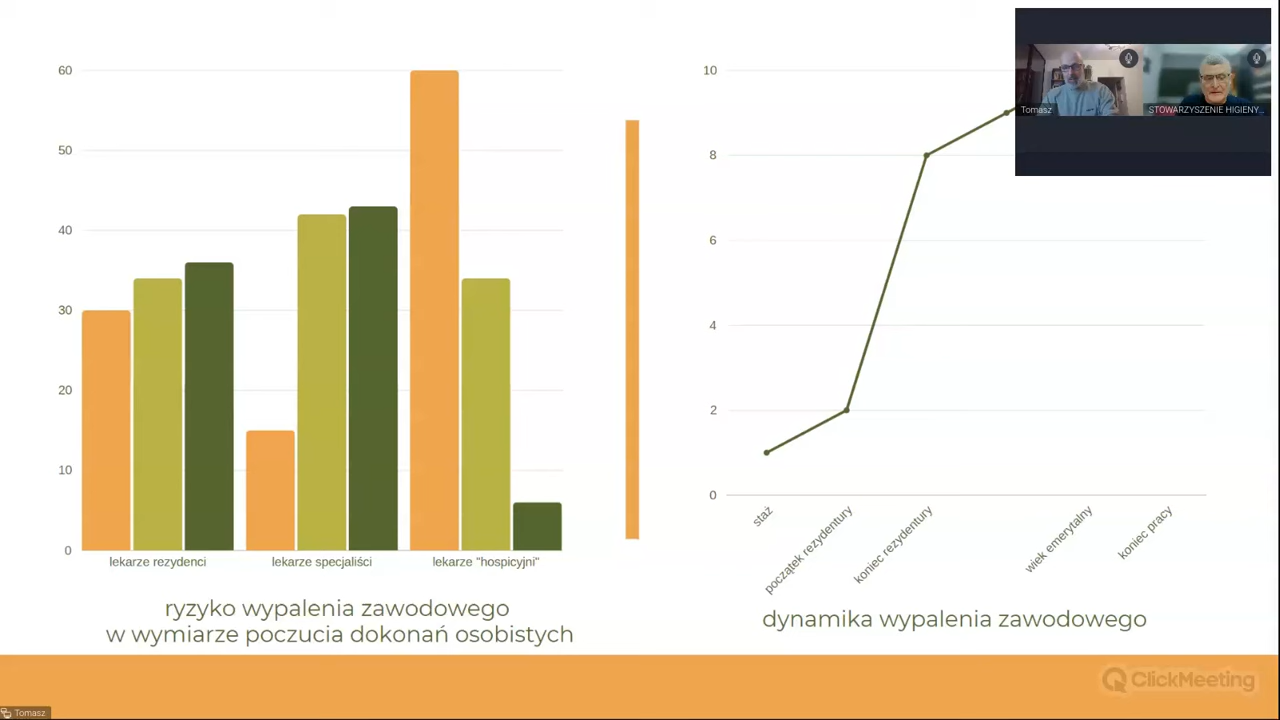 60
50
40
30
20
10
0
lekarze rezydenci
lekarze specjaliści
lekarze "hospicyjni"
ryzyko wypalenia zawodowego
w wymiarze poczucia dokonań osobistych
10
8
6
4
2
0
staż
początek rezydentury
koniec rezydentury
wiek emerytalny
koniec pracy
dynamika wypalenia zawodowego
Tomasz
STOWARZYSZENIE HIGIENY...
ClickMeeting
Tomasz